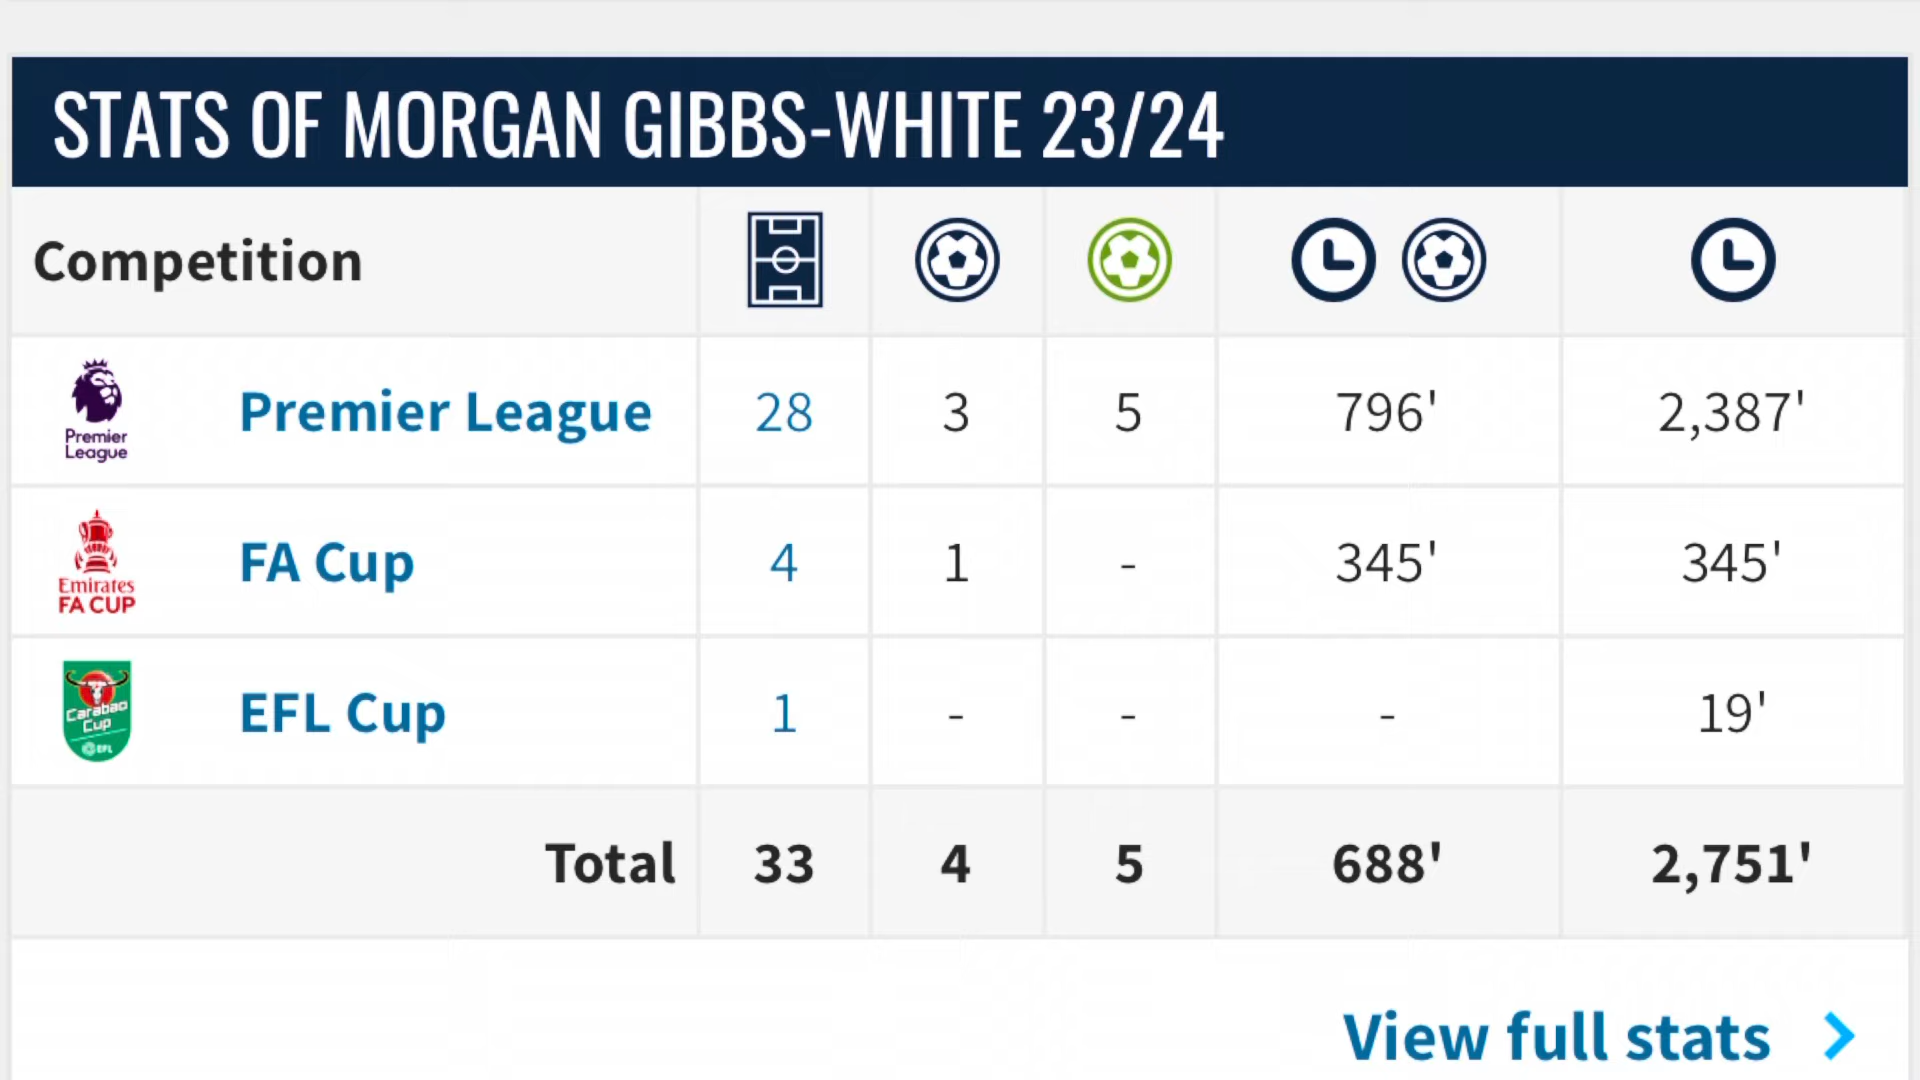 STATS OF MORGAN GIBBS-WHITE 23/24
Competition
Premier League
Premier League 28 3 5 796' 2,387'
Emirates
FA CUP
FA Cup 4 1 - 345' 345'
Carabao
Cup
EFL
EFL Cup 1 - - - 19'
Total 33 4 5 688' 2,751'
View full stats